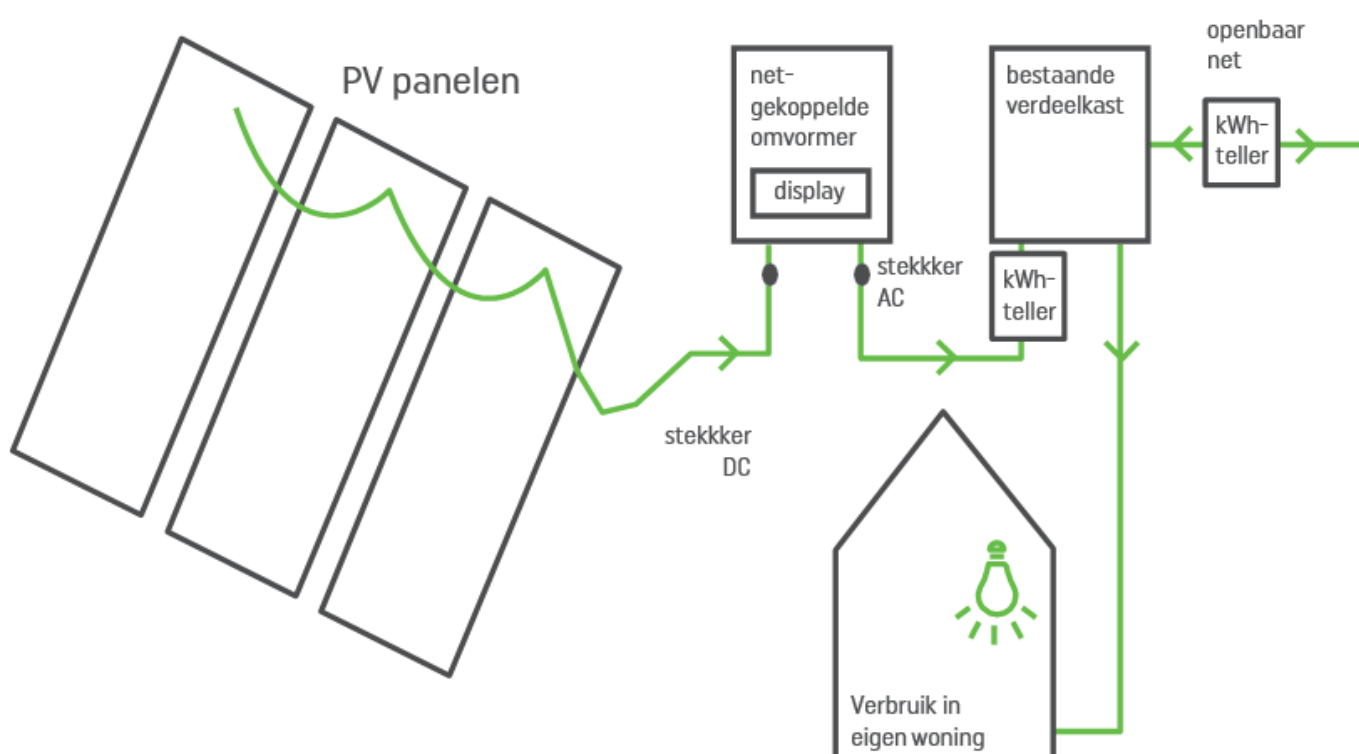 PV panelen
net-
gekoppelde
omvormer
display
bestaande
verdeelkast
openbaar
net
kWh-
teller
stekkker
AC
kWh-
teller
stekkker
DC
Verbruik in
eigen woning